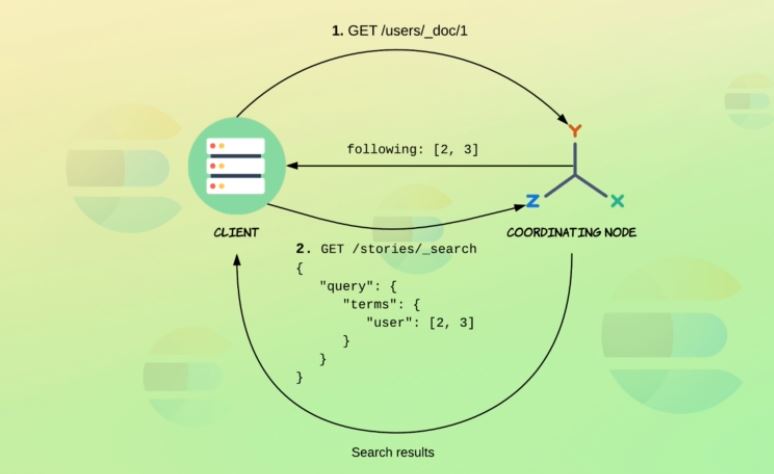 1. GET /users/_doc/1
Y
following: [2, 3]
Z
X
CLIENT
COORDINATING NODE
2. GET /stories/_search
{
"query": {
"terms": {
"user": [2, 3]
}
}
}
Search results